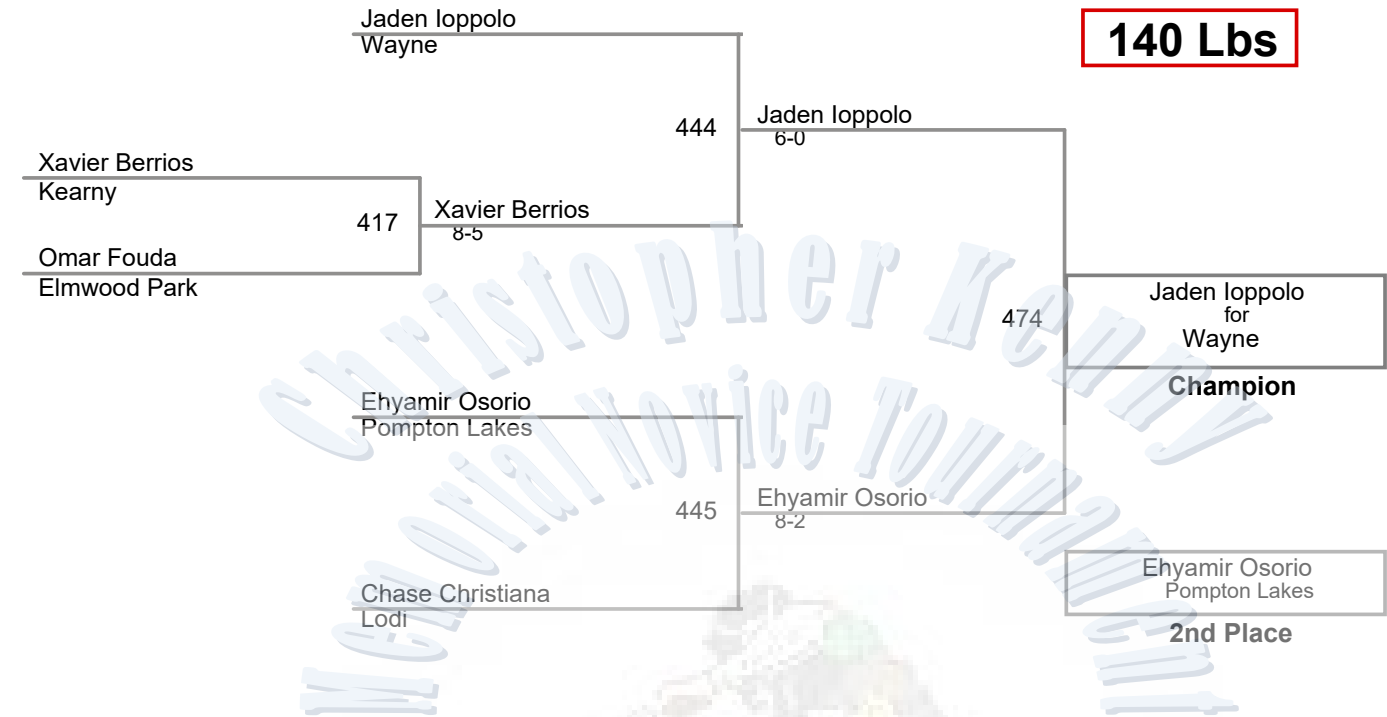 Jaden Ioppolo
Wayne
140 Lbs
444
Jaden Ioppolo
6-0
Xavier Berrios
Kearny
417
Xavier Berrios
8-5
Omar Fouda
Elmwood Park
474
Jaden Ioppolo
for
Wayne
Champion
Ehyamir Osorio
Pompton Lakes
445
Ehyamir Osorio
8-2
Chase Christiana
Lodi
Ehyamir Osorio
Pompton Lakes
2nd Place
Christopher Kenny
Memorial Novice Tournament